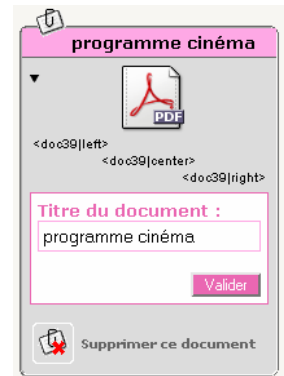 programme cinéma
PDF
<doc39|left>
<doc39|center>
<doc39|right>
Titre du document :
programme cinéma
Valider
Supprimer ce document